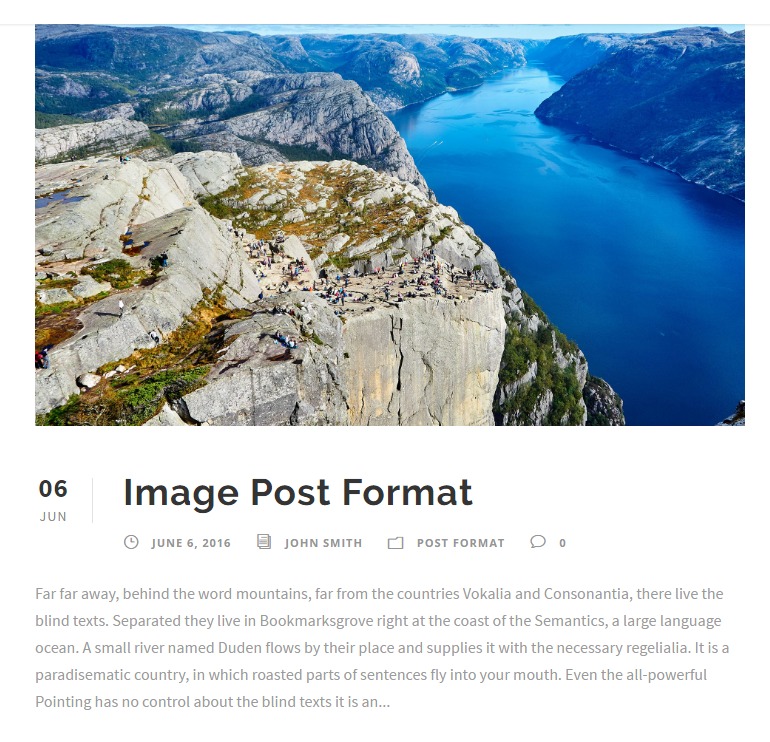 06
JUN
Image Post Format
JUNE 6, 2016 JOHN SMITH POST FORMAT 0
Far far away, behind the word mountains, far from the countries Vokalia and Consonantia, there live the
blind texts. Separated they live in Bookmarksgrove right at the coast of the Semantics, a large language
ocean. A small river named Duden flows by their place and supplies it with the necessary regelialia. It is a
paradisematic country, in which roasted parts of sentences fly into your mouth. Even the all-powerful
Pointing has no control about the blind texts it is an...